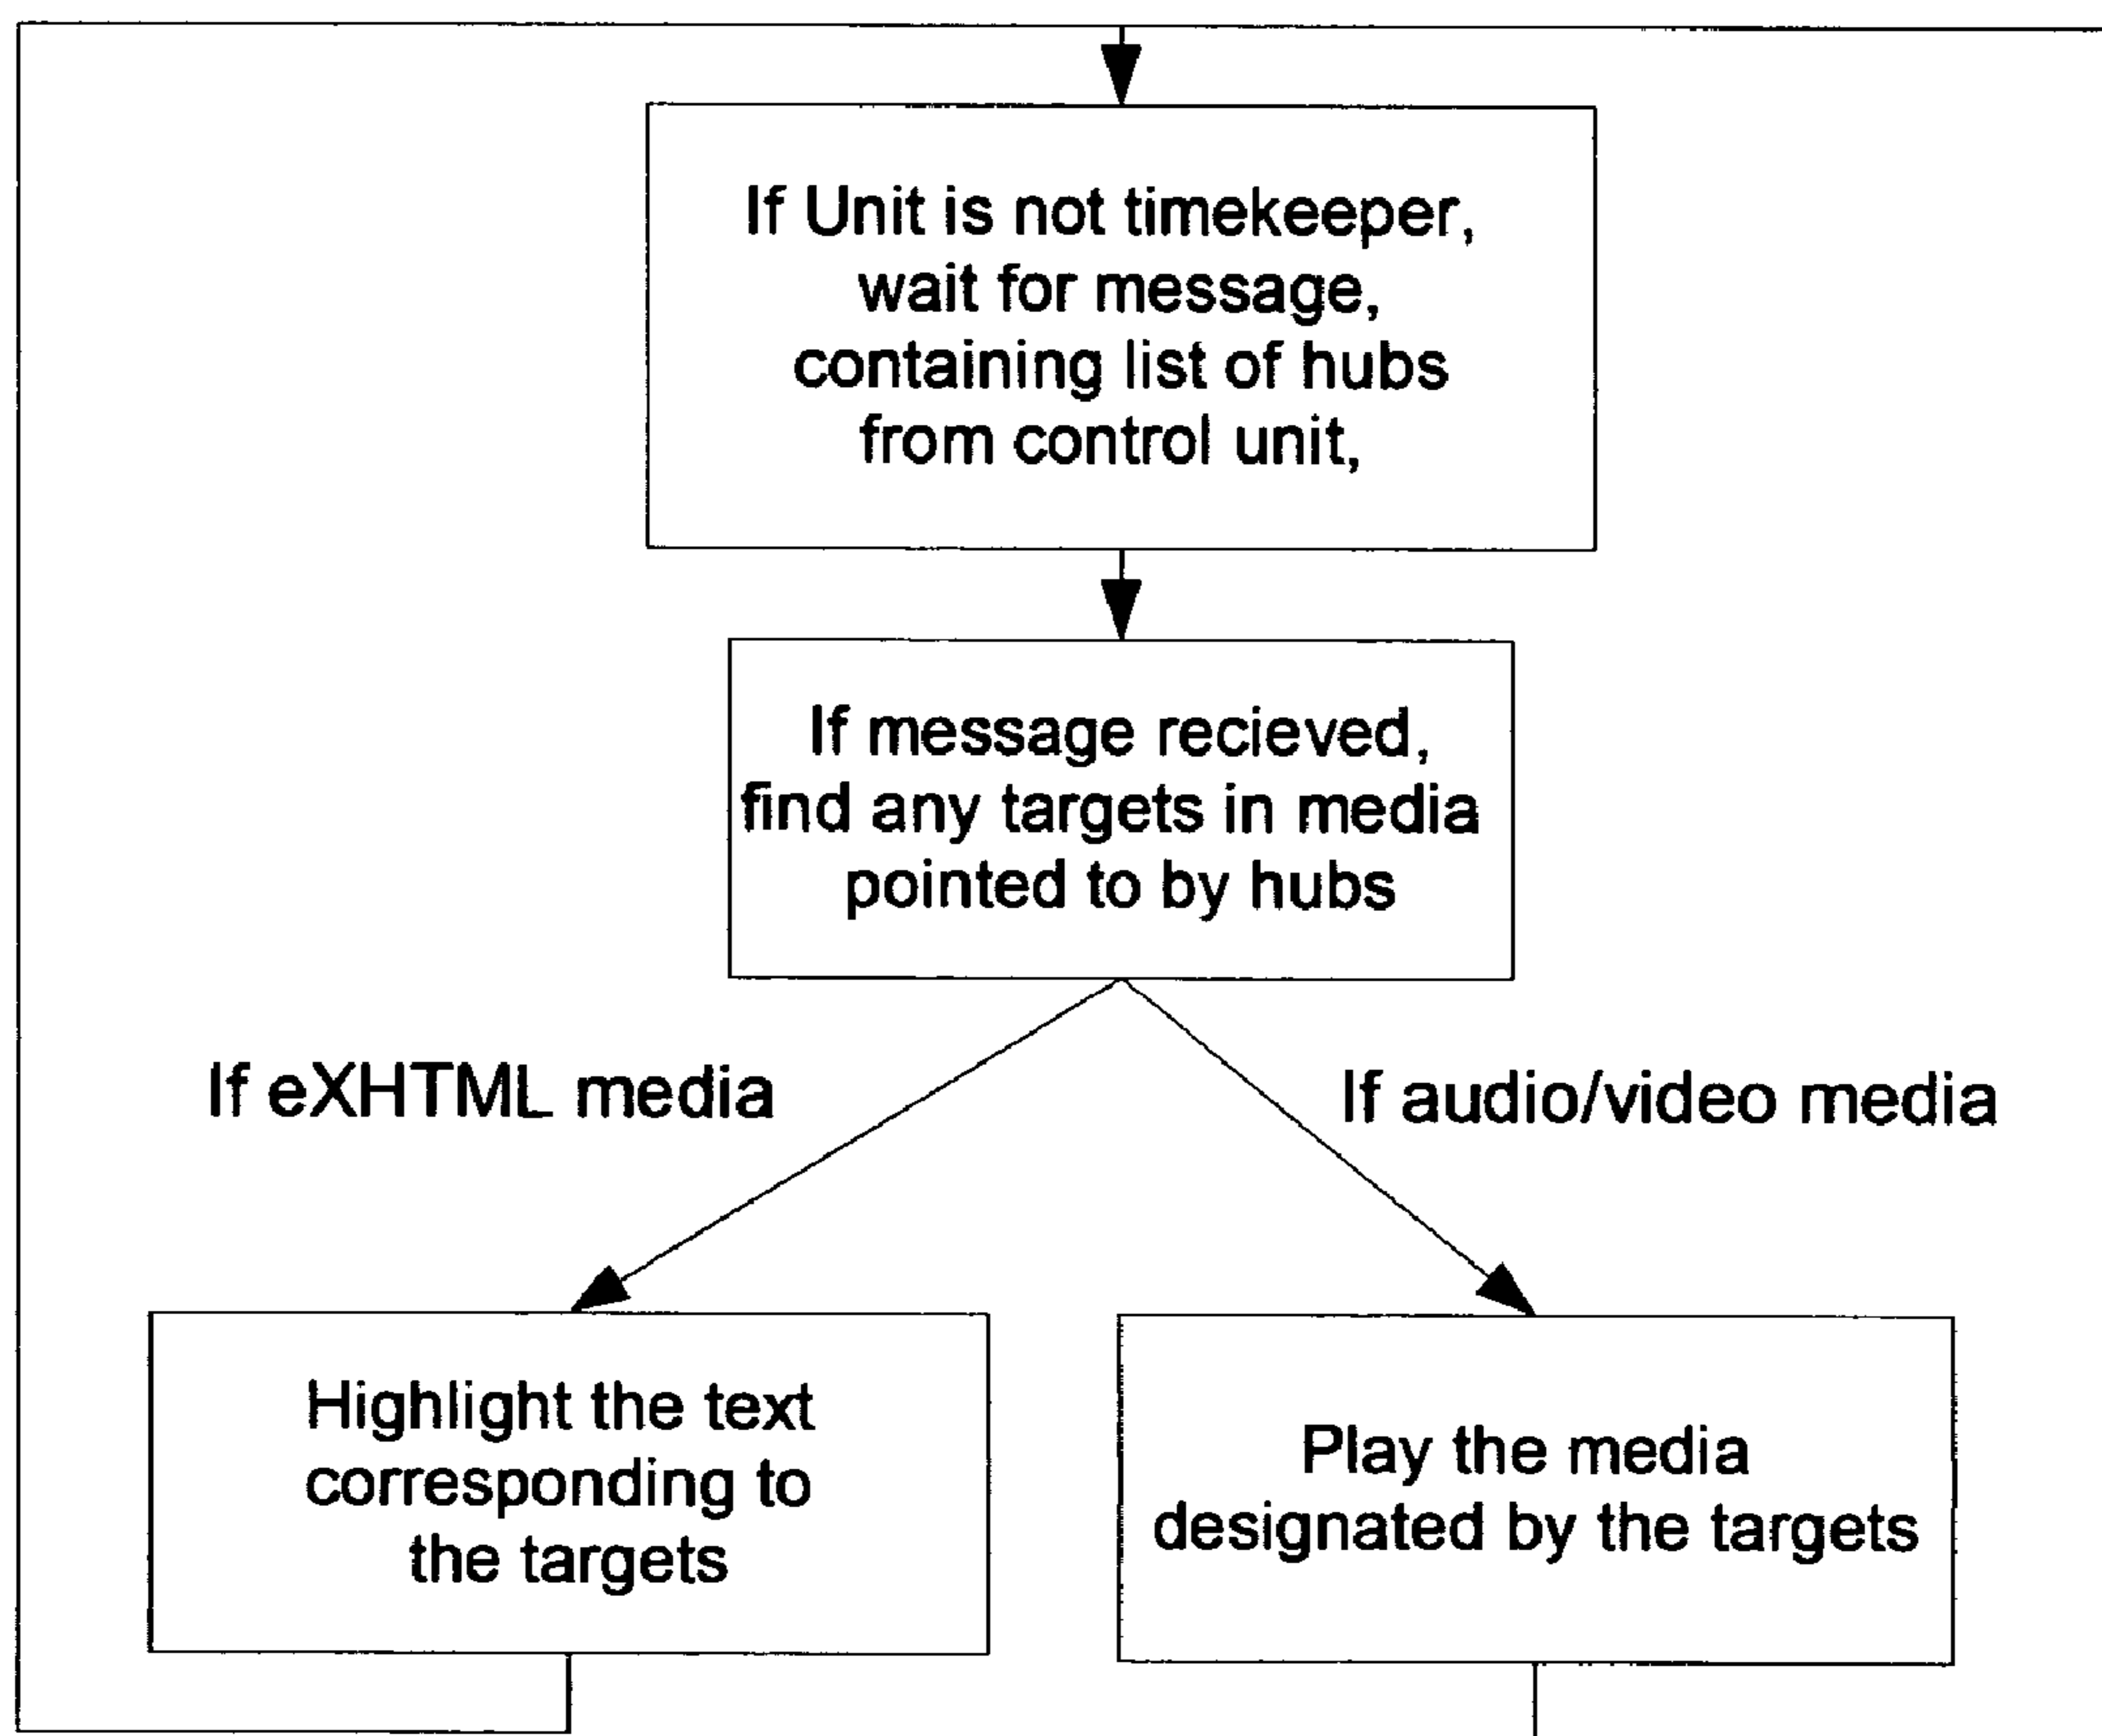 If Unit is not timekeeper,
wait for message,
containing list of hubs
from control unit,
If message recieved,
find any targets in media
pointed to by hubs
If eXHTML media
If audio/video media
Highlight the text
corresponding to
the targets
Play the media
designated by the targets